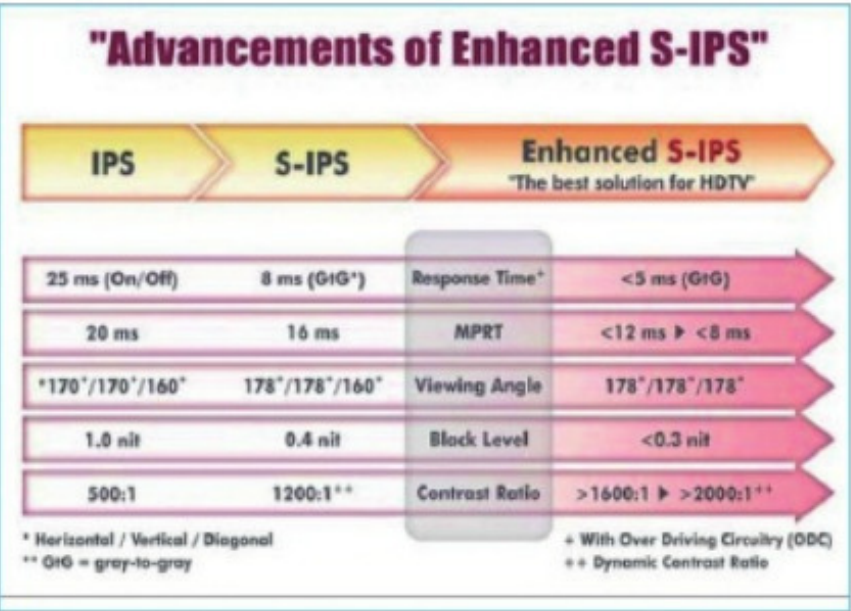 "Advancements of Enhanced S-IPS"
IPS
S-IPS
Enhanced S-IPS
"The best solution for HDTV"
25 ms (On/Off) 8 ms (GtG*) Response Time+ <5 ms (GtG)
20 ms 16 ms MPRT <12 ms ▶ <8 ms
*170°/170°/160° 178°/178°/160° Viewing Angle 178°/178°/178°
1.0 nit 0.4 nit Black Level <0.3 nit
500:1 1200:1++ Contrast Ratio >1600:1 ▶ >2000:1++
* Horizontal / Vertical / Diagonal + With Over Driving Circuitry (ODC)
** GtG = gray-to-gray ++ Dynamic Contrast Ratio